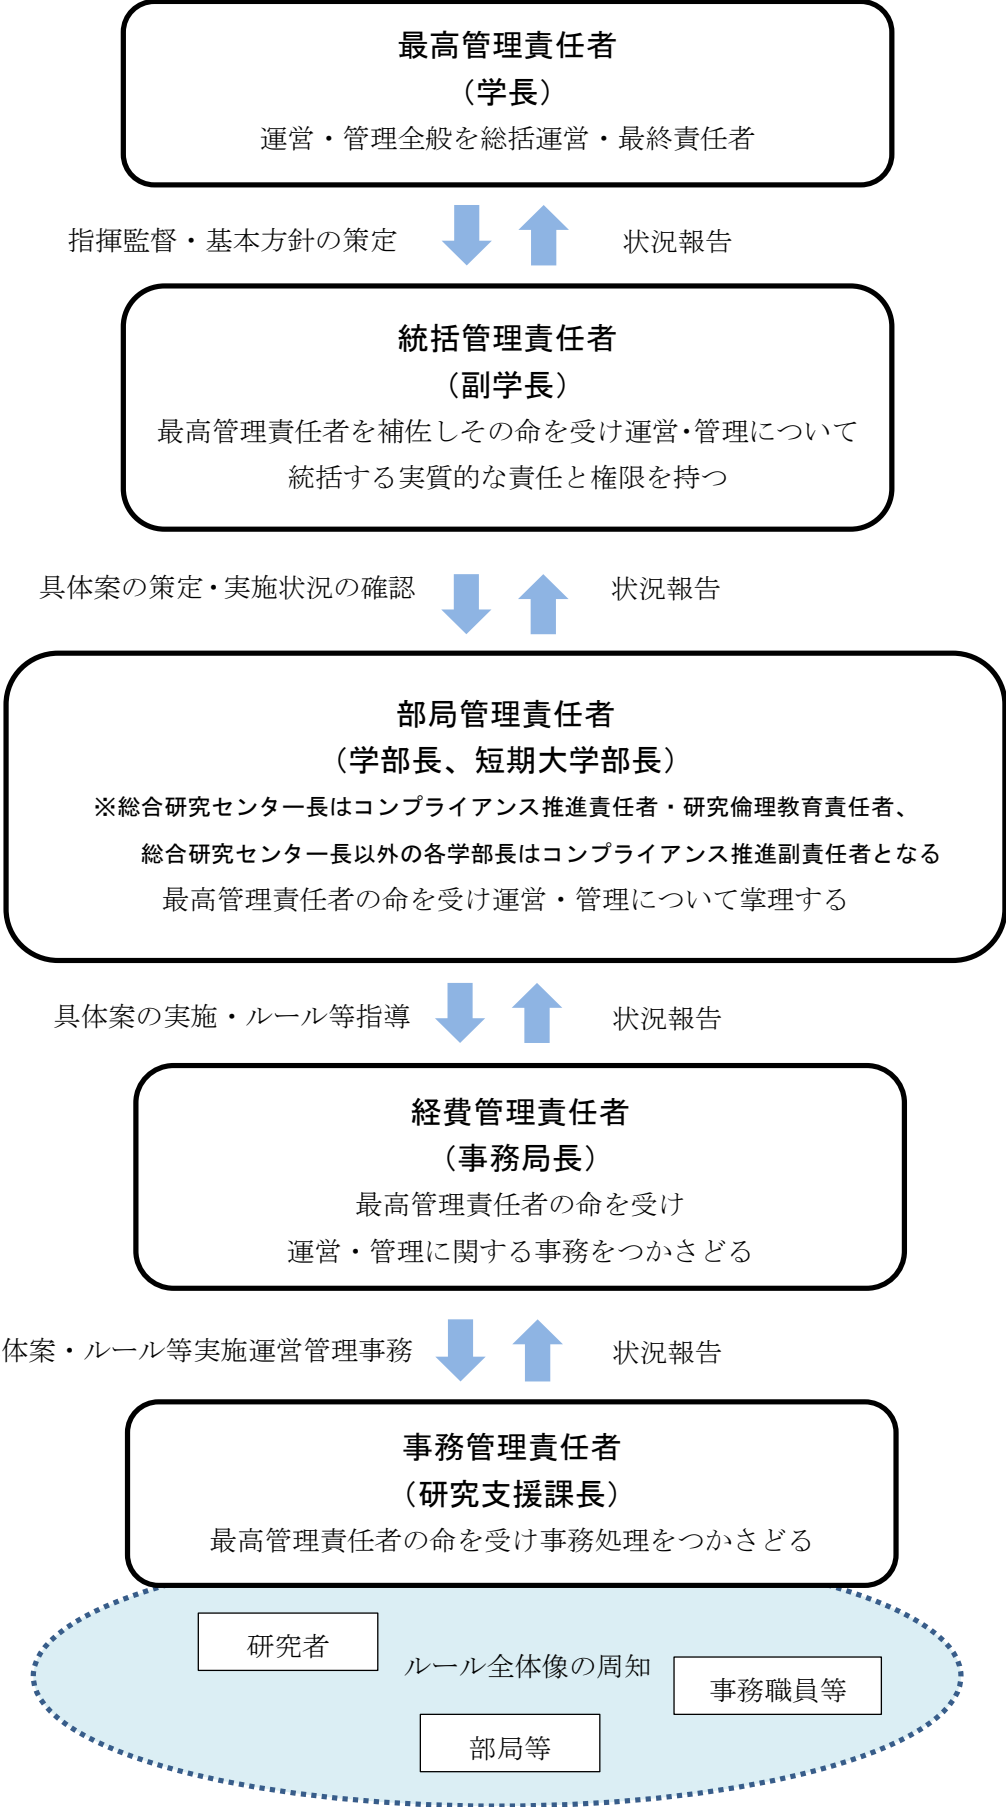 最高管理責任者
（学長）
運営・管理全般を総括運営・最終責任者
指揮監督・基本方針の策定
状況報告
統括管理責任者
（副学長）
最高管理責任者を補佐しその命を受け運営･管理について
統括する実質的な責任と権限を持つ
具体案の策定･実施状況の確認
状況報告
部局管理責任者
（学部長、短期大学部長）
※総合研究センター長はコンプライアンス推進責任者・研究倫理教育責任者、
総合研究センター長以外の各学部長はコンプライアンス推進副責任者となる
最高管理責任者の命を受け運営・管理について掌理する
具体案の実施・ルール等指導
状況報告
経費管理責任者
（事務局長）
最高管理責任者の命を受け
運営・管理に関する事務をつかさどる
体案・ルール等実施運営管理事務
状況報告
事務管理責任者
（研究支援課長）
最高管理責任者の命を受け事務処理をつかさどる
研究者
ルール全体像の周知
事務職員等
部局等